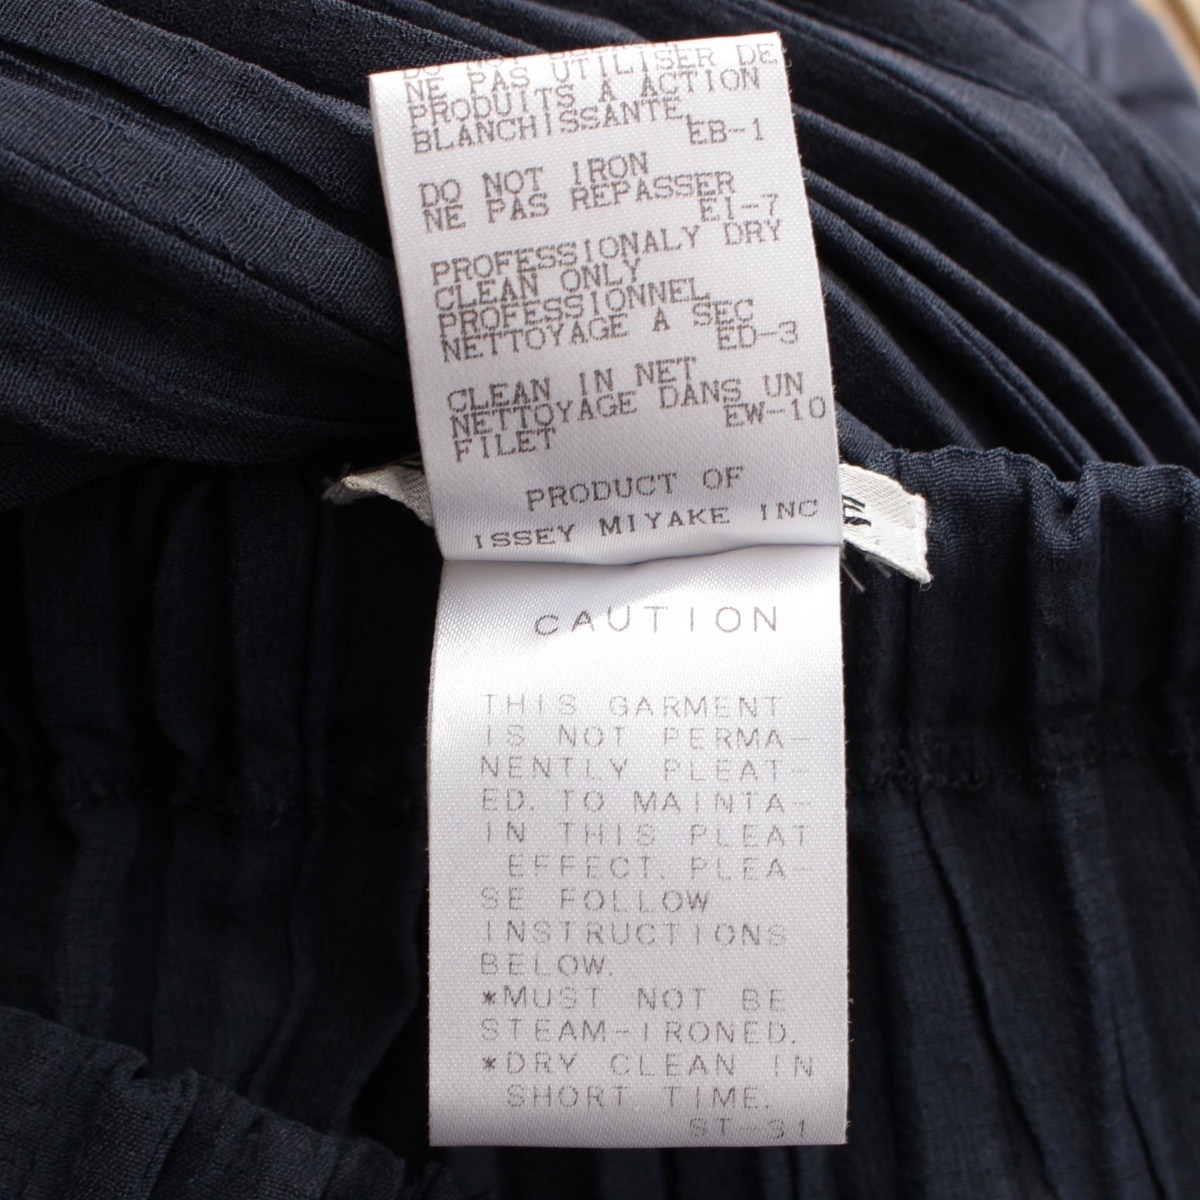 NE PAS UTILISER DE
PRODUITS A ACTION
BLANCHISSANTE,
EB-1
DO NOT IRON
NE PAS REPASSER
EI-7
PROFESSIONALY DRY
CLEAN ONLY
PROFESSIONNEL
NETTOYAGE A SEC
ED-3
CLEAN IN NET
NETTOYAGE DANS UN
EW-10
FILET
PRODUCT OF
ISSEY MIYAKE INC
CAUTION
THIS GARMENT
IS NOT PERMA-
NENTLY PLEAT-
ED. TO MAINTA-
IN THIS PLEAT
EFFECT. PLEA-
SE FOLLOW
INSTRUCTIONS
BELOW.
*MUST NOT BE
STEAM-IRONED.
*DRY CLEAN IN
SHORT TIME.
ST-31